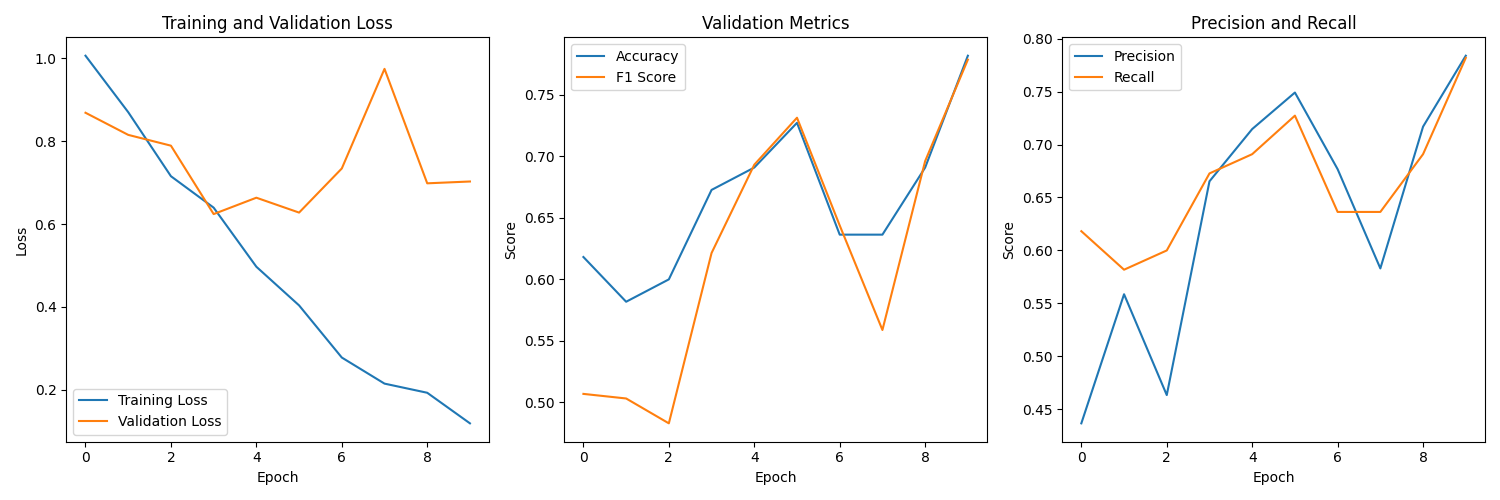 Training and Validation Loss
1.0
0.8
0.6
0.4
0.2
Loss
Training Loss
Validation Loss
0 2 4 6 8
Epoch
Validation Metrics
Accuracy
F1 Score
0.75
0.70
0.65
0.60
0.55
0.50
Score
0 2 4 6 8
Epoch
Precision and Recall
0.80
Precision
Recall
0.75
0.70
0.65
0.60
0.55
0.50
0.45
Score
0 2 4 6 8
Epoch